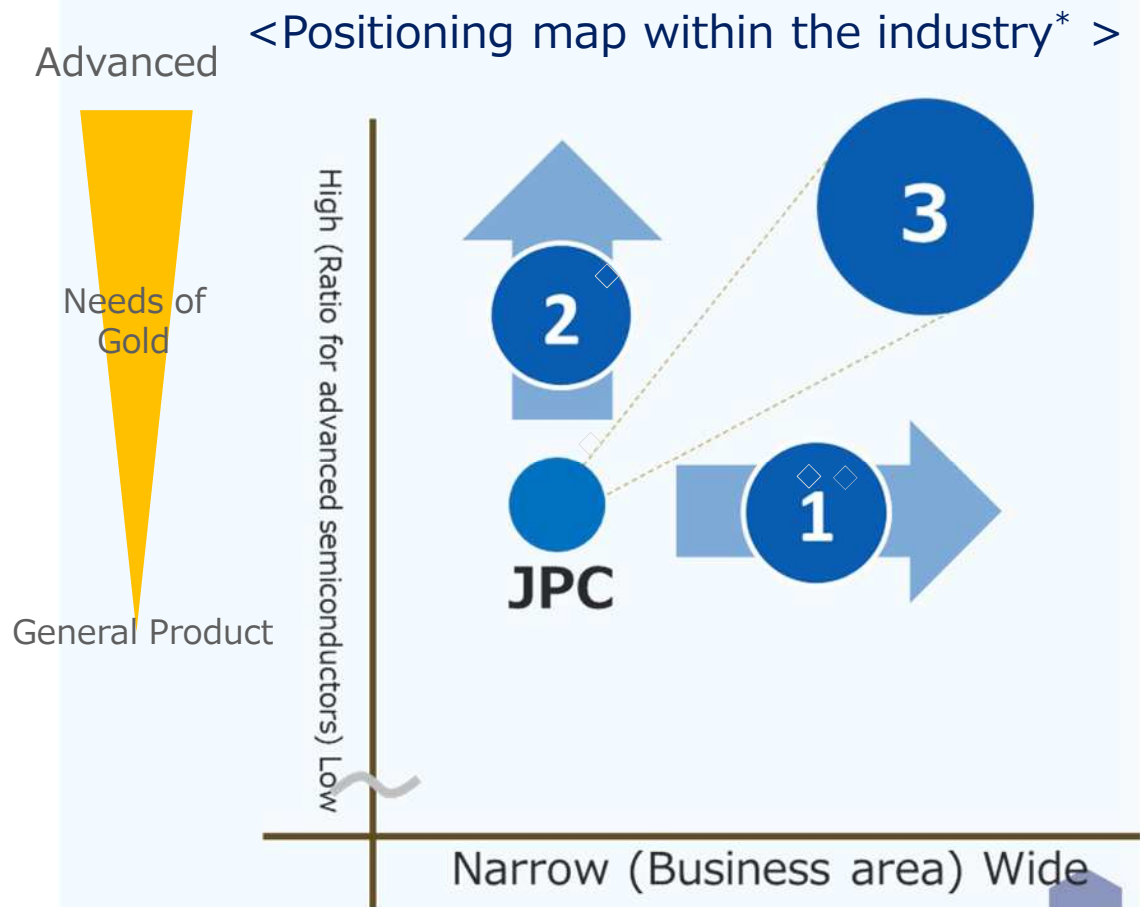 <Positioning map within the industry* >
Advanced
Needs of
Gold
General Product
High (Ratio for advanced semiconductors) Low
3
2
1
JPC
Narrow (Business area) Wide